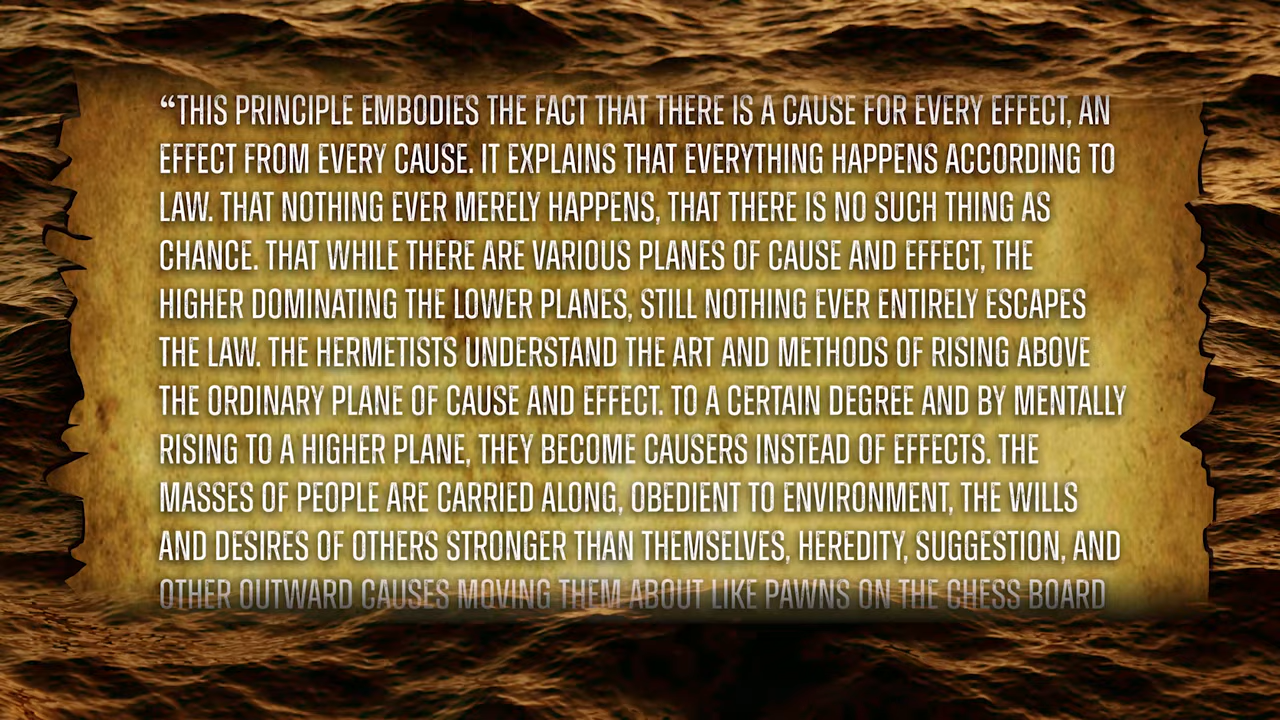 “THIS PRINCIPLE EMBODIES THE FACT THAT THERE IS A CAUSE FOR EVERY EFFECT, AN
EFFECT FROM EVERY CAUSE. IT EXPLAINS THAT EVERYTHING HAPPENS ACCORDING TO
LAW. THAT NOTHING EVER MERELY HAPPENS, THAT THERE IS NO SUCH THING AS
CHANCE. THAT WHILE THERE ARE VARIOUS PLANES OF CAUSE AND EFFECT, THE
HIGHER DOMINATING THE LOWER PLANES, STILL NOTHING EVER ENTIRELY ESCAPES
THE LAW. THE HERMETISTS UNDERSTAND THE ART AND METHODS OF RISING ABOVE
THE ORDINARY PLANE OF CAUSE AND EFFECT. TO A CERTAIN DEGREE AND BY MENTALLY
RISING TO A HIGHER PLANE, THEY BECOME CAUSERS INSTEAD OF EFFECTS. THE
MASSES OF PEOPLE ARE CARRIED ALONG, OBEDIENT TO ENVIRONMENT, THE WILLS
AND DESIRES OF OTHERS STRONGER THAN THEMSELVES, HEREDITY, SUGGESTION, AND
OTHER OUTWARD CAUSES MOVING THEM ABOUT LIKE PAWNS ON THE CHESS BOARD